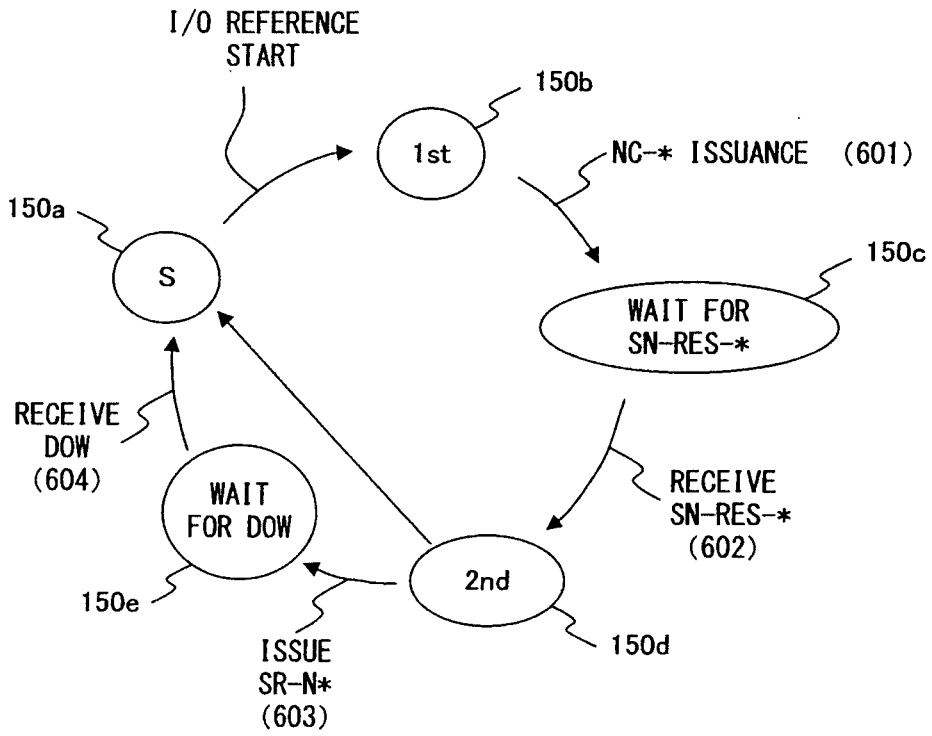 I/O REFERENCE
START
150b
1st
NC-* ISSUANCE (601)
150a
S
150c
WAIT FOR
SN-RES-*
RECEIVE
DOW
(604)
WAIT
FOR DOW
RECEIVE
SN-RES-*
(602)
2nd
150e
150d
ISSUE
SR-N*
(603)